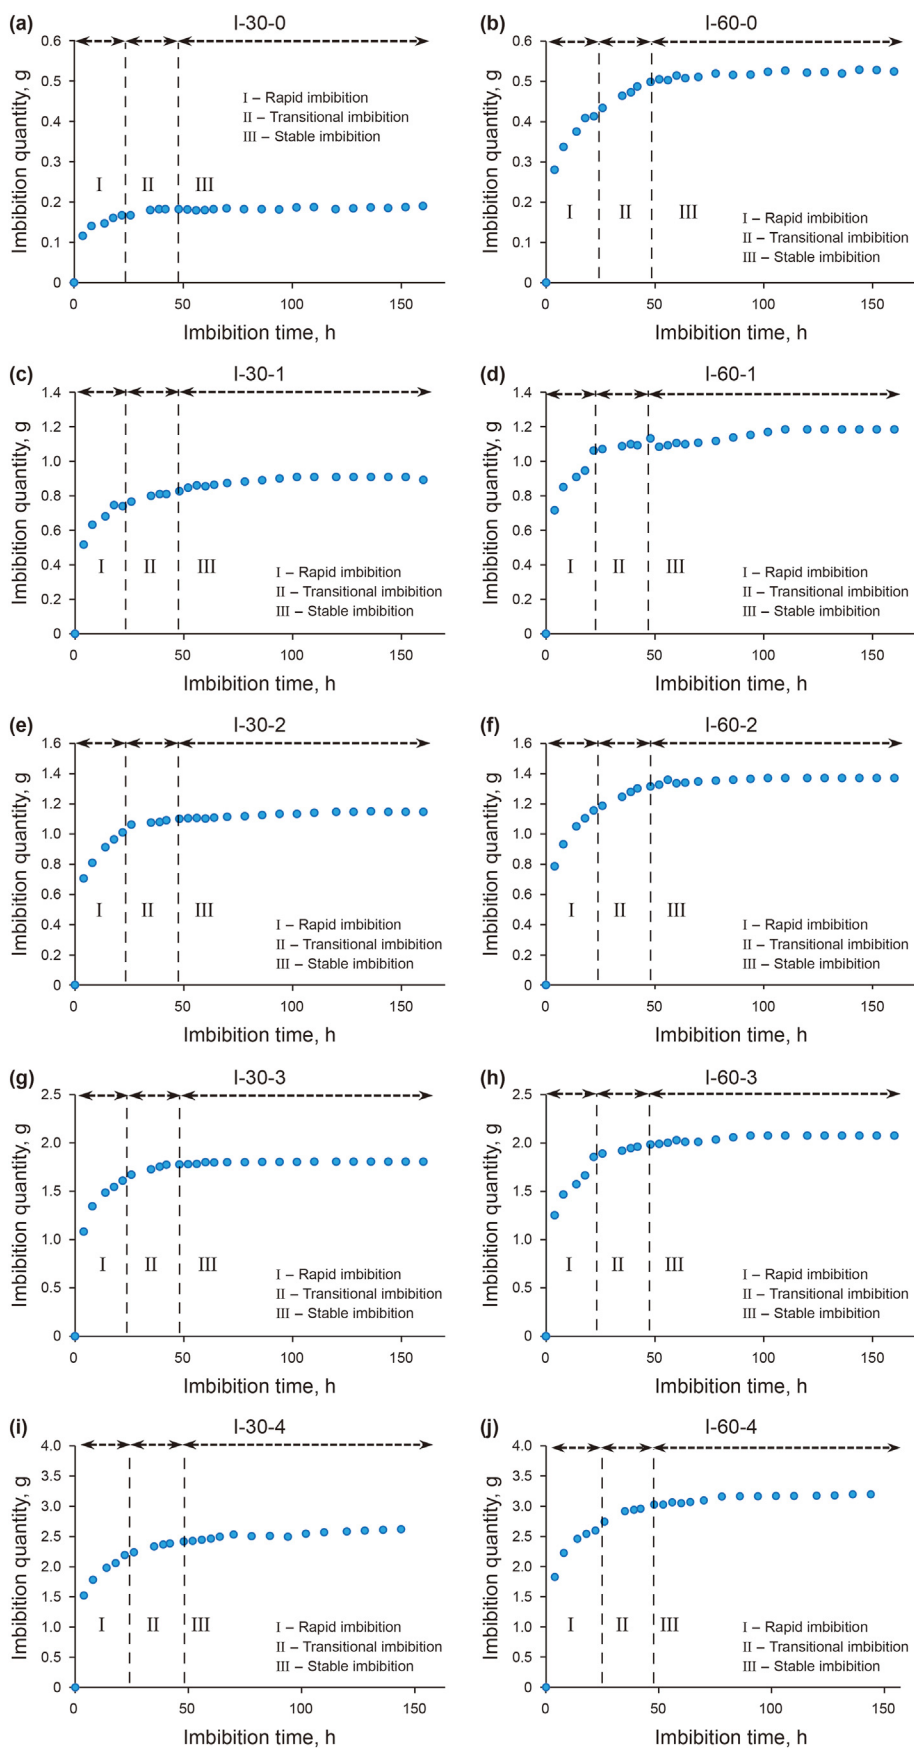 (a) I-30-0
0.6
0.5
0.4
0.3
0.2
0.1
0
Imbibition quantity, g
I – Rapid imbibition
II – Transitional imbibition
III – Stable imbibition
I II III
0 50 100 150
Imbibition time, h
(b) I-60-0
0.6
0.5
0.4
0.3
0.2
0.1
0
Imbibition quantity, g
I II III
I – Rapid imbibition
II – Transitional imbibition
III – Stable imbibition
0 50 100 150
Imbibition time, h
(c) I-30-1
1.4
1.2
1.0
0.8
0.6
0.4
0.2
0
Imbibition quantity, g
I II III
I – Rapid imbibition
II – Transitional imbibition
III – Stable imbibition
0 50 100 150
Imbibition time, h
(d) I-60-1
1.4
1.2
1.0
0.8
0.6
0.4
0.2
0
Imbibition quantity, g
I II III
I – Rapid imbibition
II – Transitional imbibition
III – Stable imbibition
0 50 100 150
Imbibition time, h
(e) I-30-2
1.6
1.4
1.2
1.0
0.8
0.6
0.4
0.2
0
Imbibition quantity, g
I II III
I – Rapid imbibition
II – Transitional imbibition
III – Stable imbibition
0 50 100 150
Imbibition time, h
(f) I-60-2
1.6
1.4
1.2
1.0
0.8
0.6
0.4
0.2
0
Imbibition quantity, g
I II III
I – Rapid imbibition
II – Transitional imbibition
III – Stable imbibition
0 50 100 150
Imbibition time, h
(g) I-30-3
2.5
2.0
1.5
1.0
0.5
0
Imbibition quantity, g
I II III
I – Rapid imbibition
II – Transitional imbibition
III – Stable imbibition
0 50 100 150
Imbibition time, h
(h) I-60-3
2.5
2.0
1.5
1.0
0.5
0
Imbibition quantity, g
I II III
I – Rapid imbibition
II – Transitional imbibition
III – Stable imbibition
0 50 100 150
Imbibition time, h
(i) I-30-4
4.0
3.5
3.0
2.5
2.0
1.5
1.0
0.5
0
Imbibition quantity, g
I II III
I – Rapid imbibition
II – Transitional imbibition
III – Stable imbibition
0 50 100 150
Imbibition time, h
(j) I-60-4
4.0
3.5
3.0
2.5
2.0
1.5
1.0
0.5
0
Imbibition quantity, g
I II III
I – Rapid imbibition
II – Transitional imbibition
III – Stable imbibition
0 50 100 150
Imbibition time, h